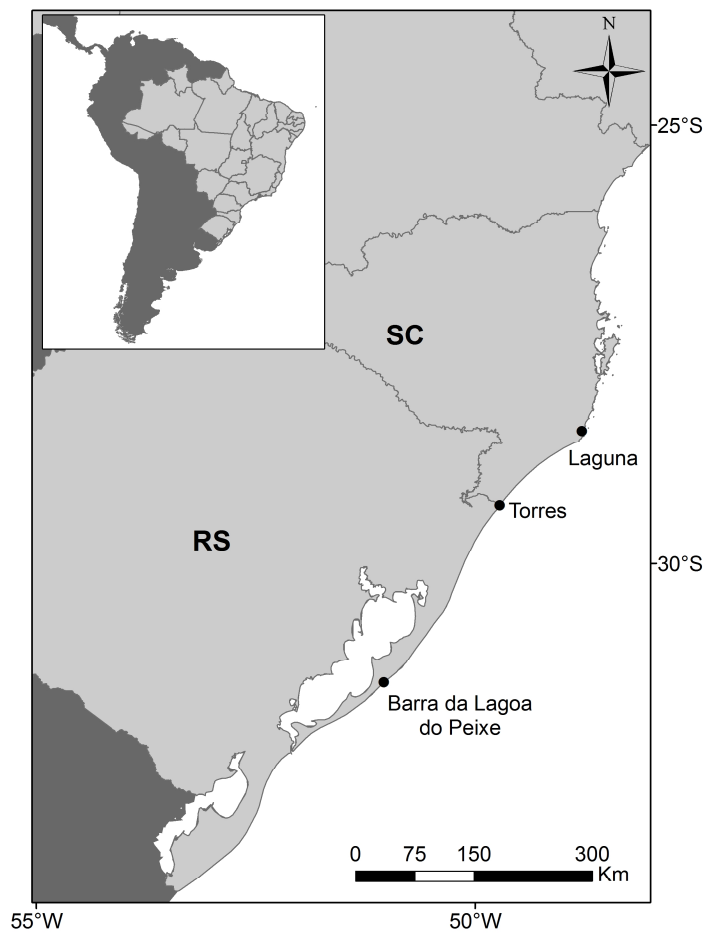 N
25°S
SC
Laguna
Torres
RS
30°S
Barra da Lagoa
do Peixe
0 75 150 300
Km
55°W 50°W